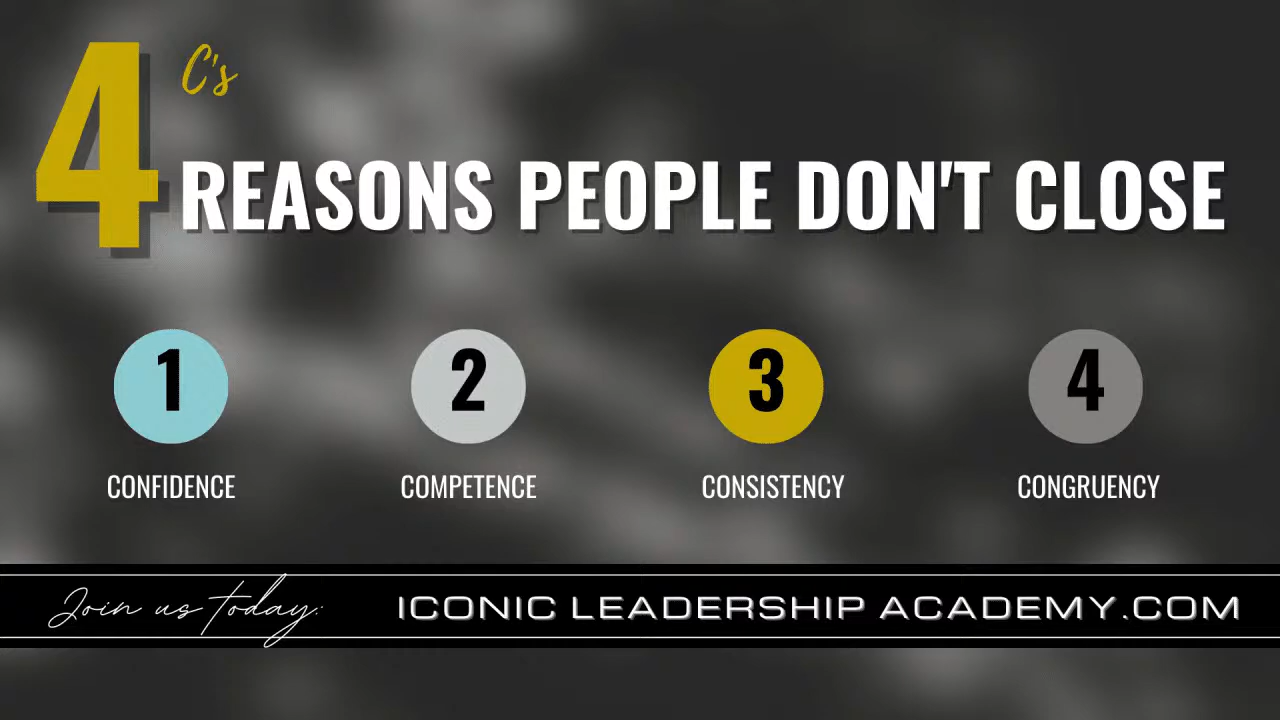 4 C's
REASONS PEOPLE DON'T CLOSE
1 2 3 4
CONFIDENCE COMPETENCE CONSISTENCY CONGRUENCY
Join us today: ICONIC LEADERSHIP ACADEMY.COM